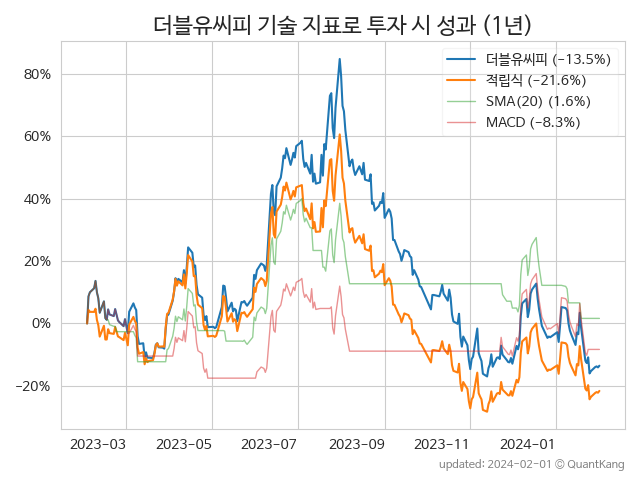 더블유씨피 기술 지표로 투자 시 성과 (1년)
더블유씨피 (−13.5%)
적립식 (−21.6%)
SMA(20) (1.6%)
MACD (−8.3%)
80%
60%
40%
20%
0%
−20%
2023-03
2023-05
2023-07
2023-09
2023-11
2024-01
updated: 2024-02-01 © QuantKang